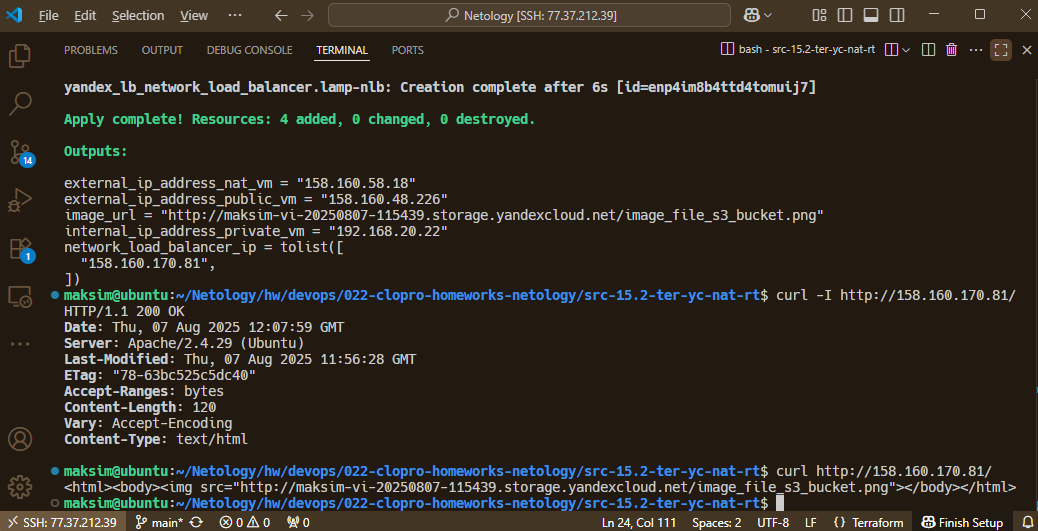 File Edit Selection View ··· Netology [SSH: 77.37.212.39]
PROBLEMS OUTPUT DEBUG CONSOLE TERMINAL PORTS bash - src-15.2-ter-yc-nat-rt
yandex_lb_network_load_balancer.lamp-nlb: Creation complete after 6s [id=enp4im8b4ttd4tomuij7]
Apply complete! Resources: 4 added, 0 changed, 0 destroyed.
Outputs:
external_ip_address_nat_vm = "158.160.58.18"
external_ip_address_public_vm = "158.160.48.226"
image_url = "http://maksim-vi-20250807-115439.storage.yandexcloud.net/image_file_s3_bucket.png"
internal_ip_address_private_vm = "192.168.20.22"
network_load_balancer_ip = tolist([
  "158.160.170.81",
])
maksim@ubuntu:~/Netology/hw/devops/022-clopro-homeworks-netology/src-15.2-ter-yc-nat-rt$ curl -I http://158.160.170.81/
HTTP/1.1 200 OK
Date: Thu, 07 Aug 2025 12:07:59 GMT
Server: Apache/2.4.29 (Ubuntu)
Last-Modified: Thu, 07 Aug 2025 11:56:28 GMT
ETag: "78-63bc525c5dc40"
Accept-Ranges: bytes
Content-Length: 120
Vary: Accept-Encoding
Content-Type: text/html
maksim@ubuntu:~/Netology/hw/devops/022-clopro-homeworks-netology/src-15.2-ter-yc-nat-rt$ curl http://158.160.170.81/
<html><body><img src="http://maksim-vi-20250807-115439.storage.yandexcloud.net/image_file_s3_bucket.png"></body></html>
maksim@ubuntu:~/Netology/hw/devops/022-clopro-homeworks-netology/src-15.2-ter-yc-nat-rt$
14
1
SSH: 77.37.212.39 main* 0 0 0 Ln 24, Col 111 Spaces: 2 UTF-8 LF {} Terraform Finish Setup